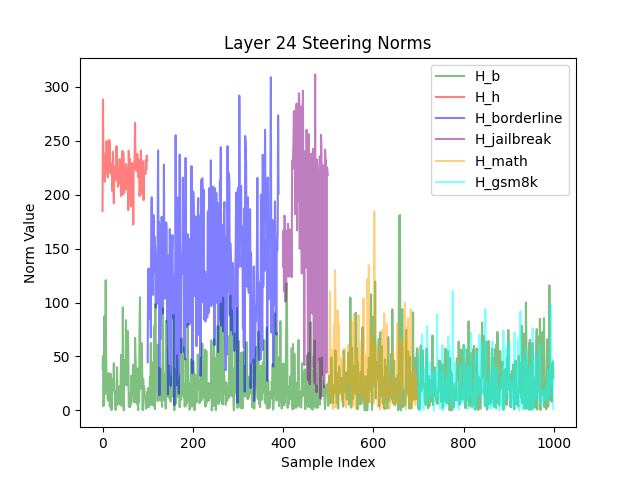 Layer 24 Steering Norms
H_b
H_h
H_borderline
H_jailbreak
H_math
H_gsm8k
300
250
200
150
100
50
0
Norm Value
0 200 400 600 800 1000
Sample Index